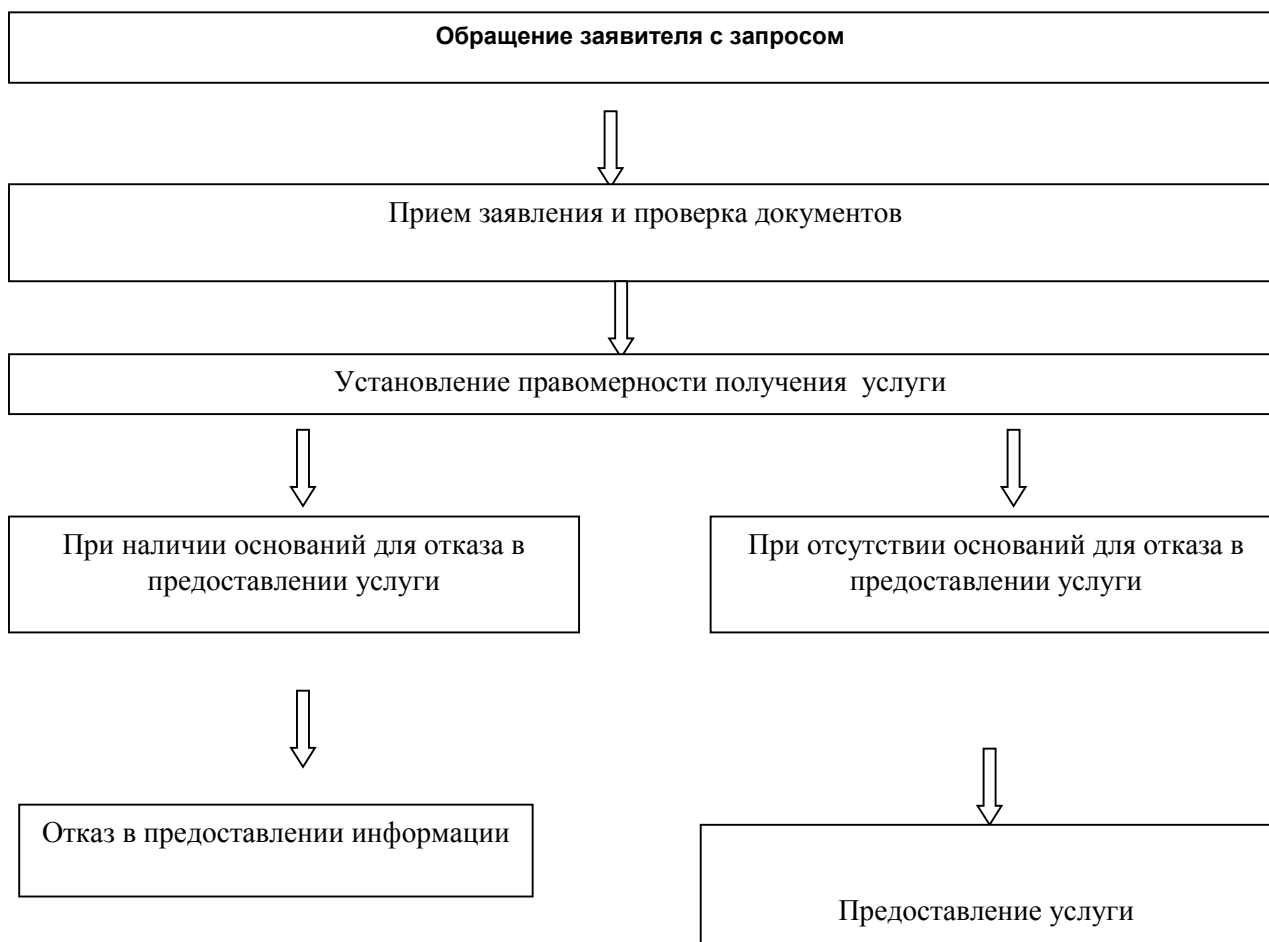 Обращение заявителя с запросом
Прием заявления и проверка документов
Установление правомерности получения  услуги
При наличии оснований для отказа в
предоставлении услуги
При отсутствии оснований для отказа в
предоставлении услуги
Отказ в предоставлении информации
Предоставление услуги